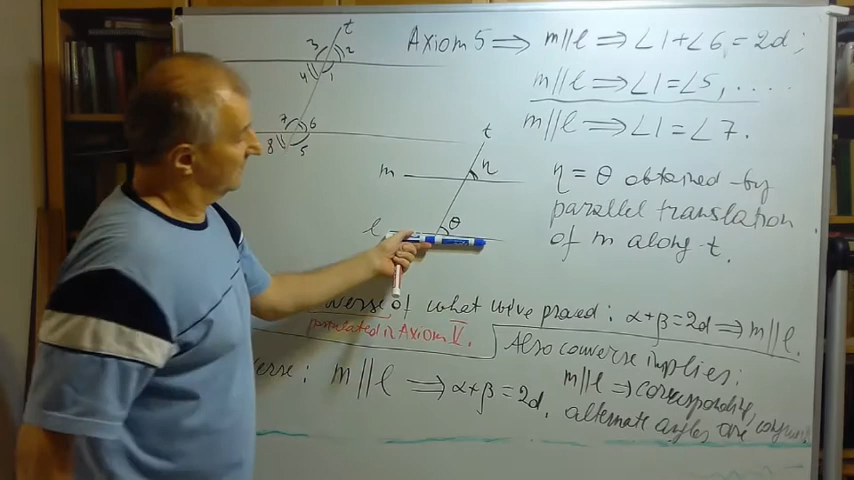 Axiom 5 ⇒ m∥l ⇒ ∠1+∠6 = 2d;
m∥l ⇒ ∠1=∠5, ....
m∥l ⇒ ∠1=∠7.
t
3 2
4 1
7 6
8 5
t
m η
l θ
η = θ obtained by
parallel translation
of m along t.
verse of what we've proved: α+β=2d ⇒ m∥l.
postulated in Axiom V.
Also converse implies:
verse: m∥l ⇒ α+β=2d.
m∥l ⇒ corresponding,
alternate angles are